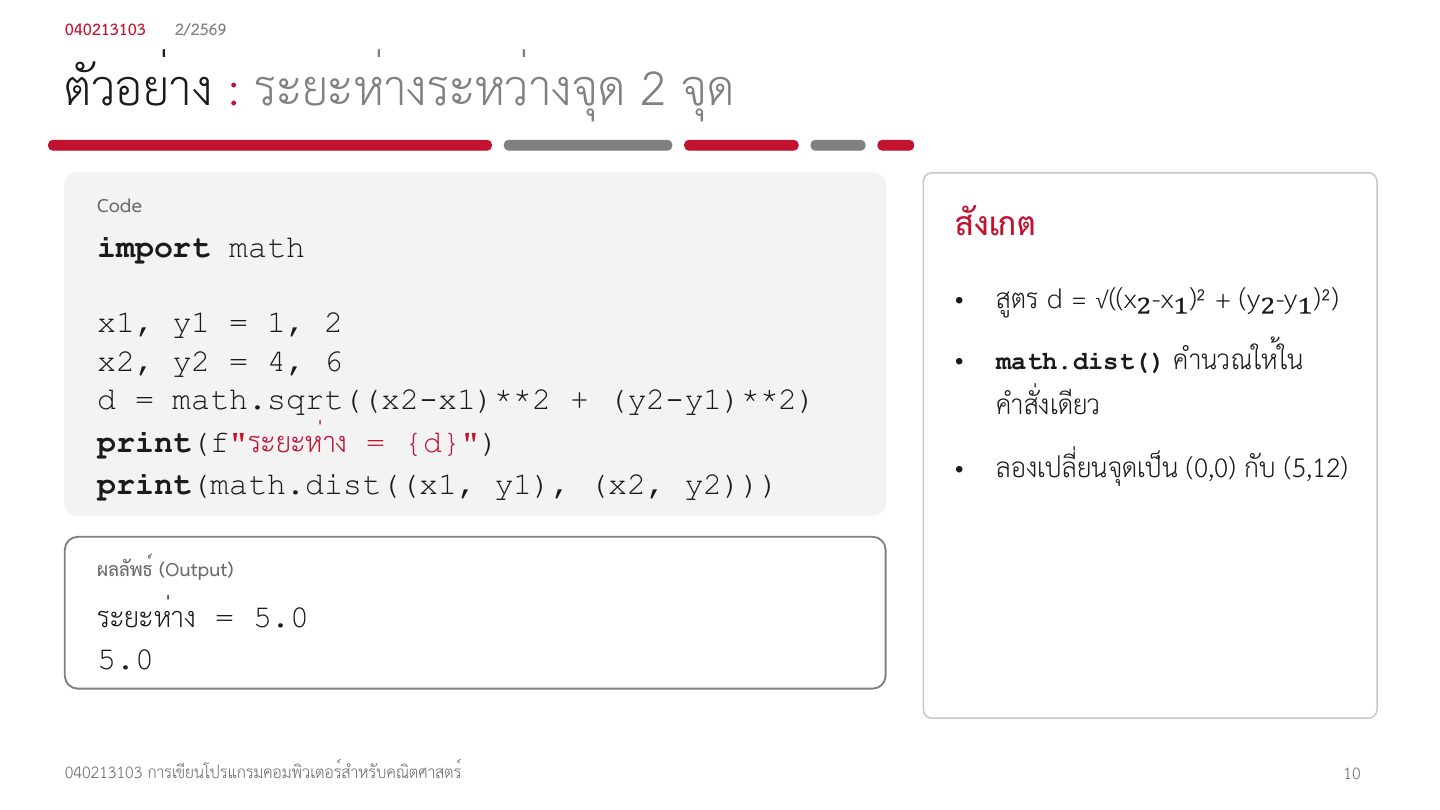 040213103 2/2569
ตัวอย่าง : ระยะห่างระหว่างจุด 2 จุด
Code
import math
x1, y1 = 1, 2
x2, y2 = 4, 6
d = math.sqrt((x2-x1)**2 + (y2-y1)**2)
print(f"ระยะห่าง = {d}")
print(math.dist((x1, y1), (x2, y2)))
ผลลัพธ์ (Output)
ระยะห่าง = 5.0
5.0
สังเกต
• สูตร d = √((x₂-x₁)² + (y₂-y₁)²)
• math.dist() คำนวณให้ใน
คำสั่งเดียว
• ลองเปลี่ยนจุดเป็น (0,0) กับ (5,12)
040213103 การเขียนโปรแกรมคอมพิวเตอร์สำหรับคณิตศาสตร์
10